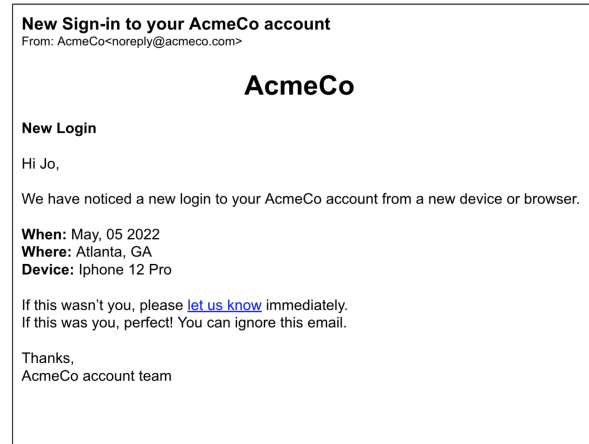 New Sign-in to your AcmeCo account
From: AcmeCo<noreply@acmeco.com>
AcmeCo
New Login
Hi Jo,
We have noticed a new login to your AcmeCo account from a new device or browser.
When: May, 05 2022
Where: Atlanta, GA
Device: Iphone 12 Pro
If this wasn’t you, please let us know immediately.
If this was you, perfect! You can ignore this email.
Thanks,
AcmeCo account team